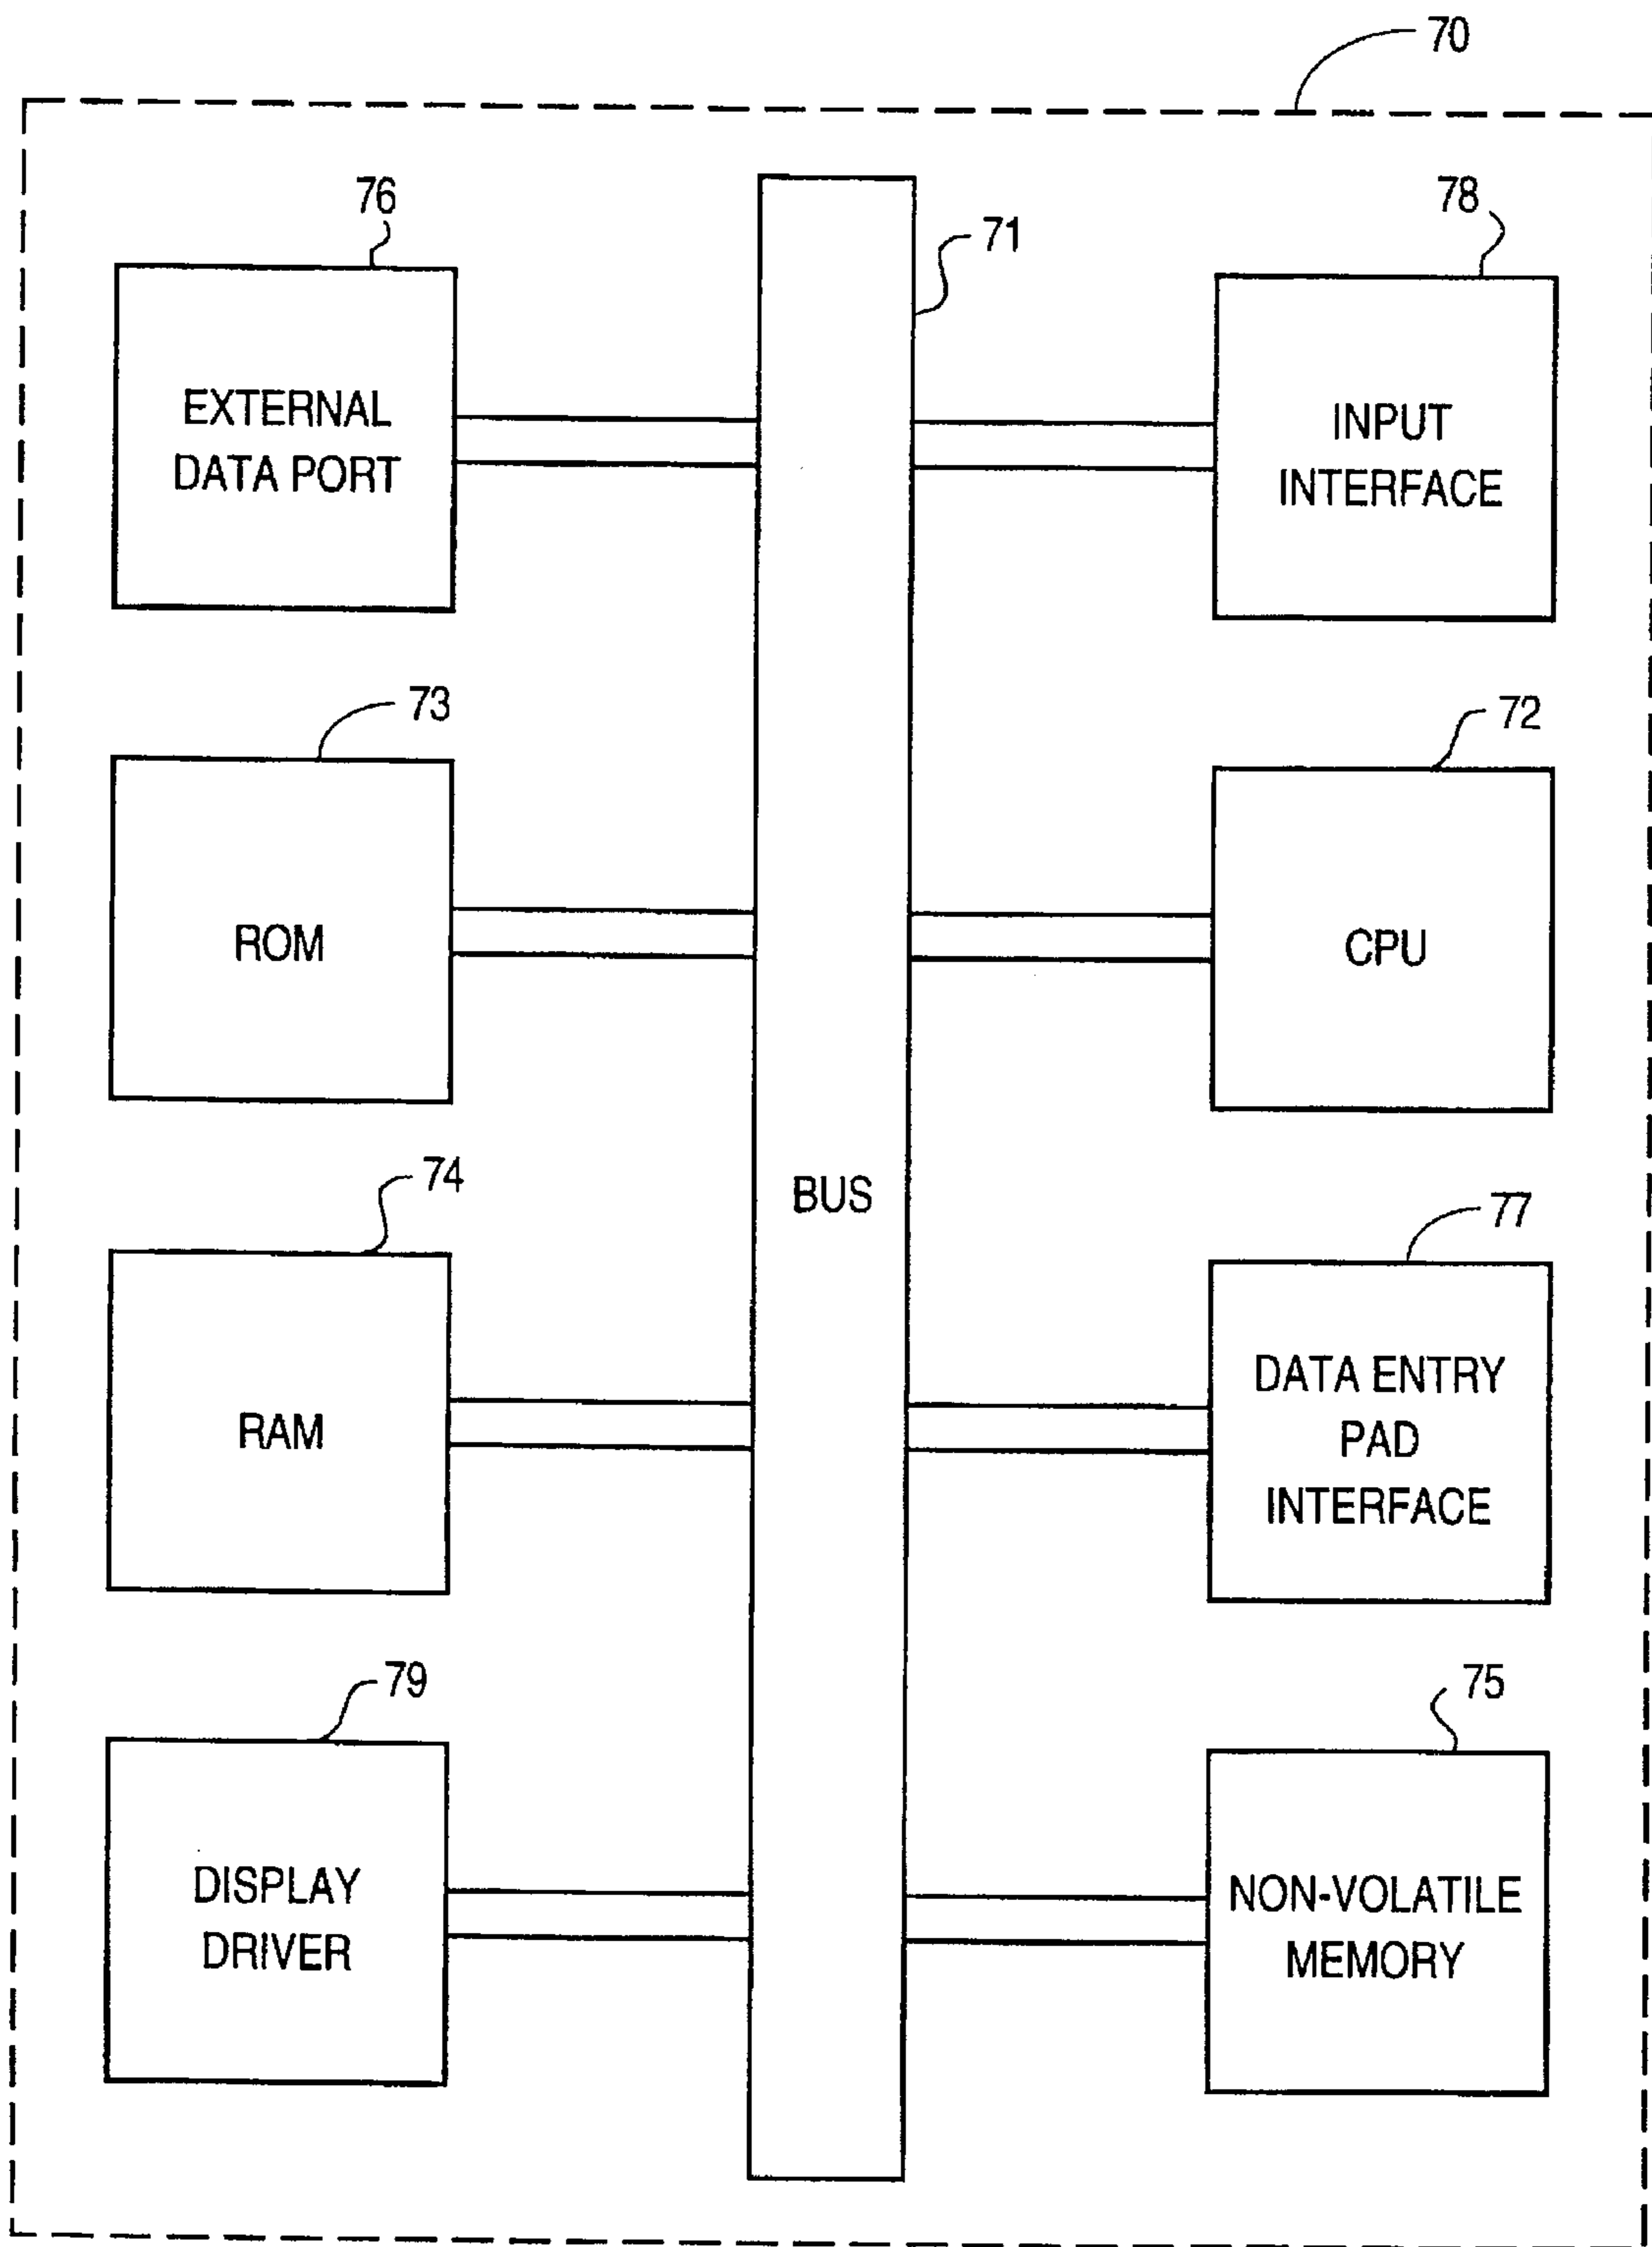 70
76
78
71
EXTERNAL
DATA PORT
INPUT
INTERFACE
73
72
ROM
CPU
74
77
BUS
RAM
DATA ENTRY
PAD
INTERFACE
79
75
DISPLAY
DRIVER
NON-VOLATILE
MEMORY